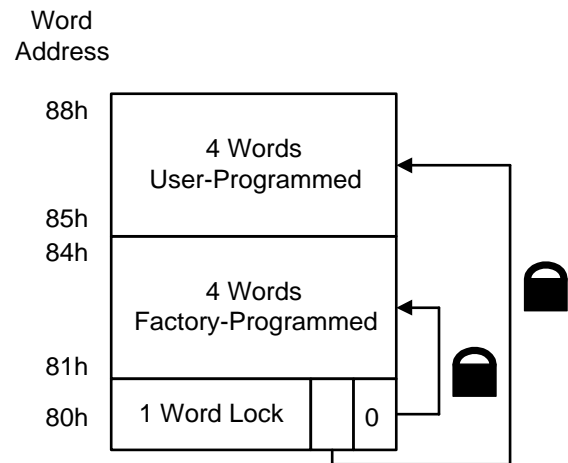 Word
Address
88h
4 Words
User-Programmed
85h
84h
4 Words
Factory-Programmed
81h
80h
1 Word Lock
0